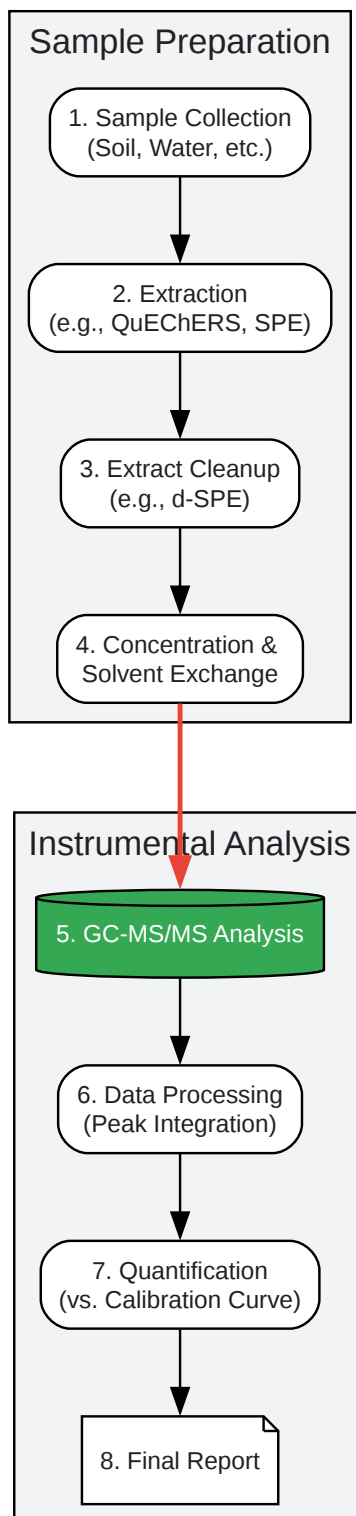 Sample Preparation
1. Sample Collection
(Soil, Water, etc.)
2. Extraction
(e.g., QuEChERS, SPE)
3. Extract Cleanup
(e.g., d-SPE)
4. Concentration &
Solvent Exchange
Instrumental Analysis
5. GC-MS/MS Analysis
6. Data Processing
(Peak Integration)
7. Quantification
(vs. Calibration Curve)
8. Final Report